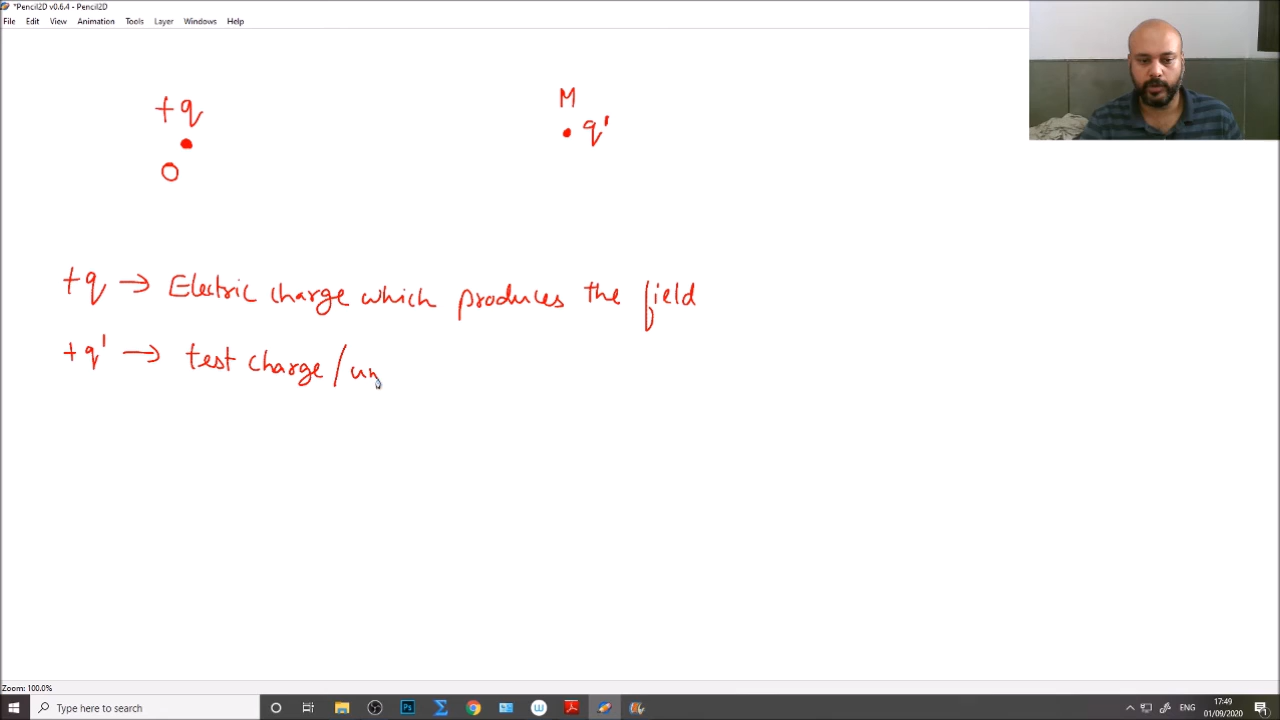 *Pencil2D v0.6.4 - Pencil2D
File Edit View Animation Tools Layer Windows Help
M
+q
q'
O
+q → Electric charge which produces the field
+q' → test charge / un
Zoom: 100.0%
Type here to search
ENG
17:49
01/09/2020